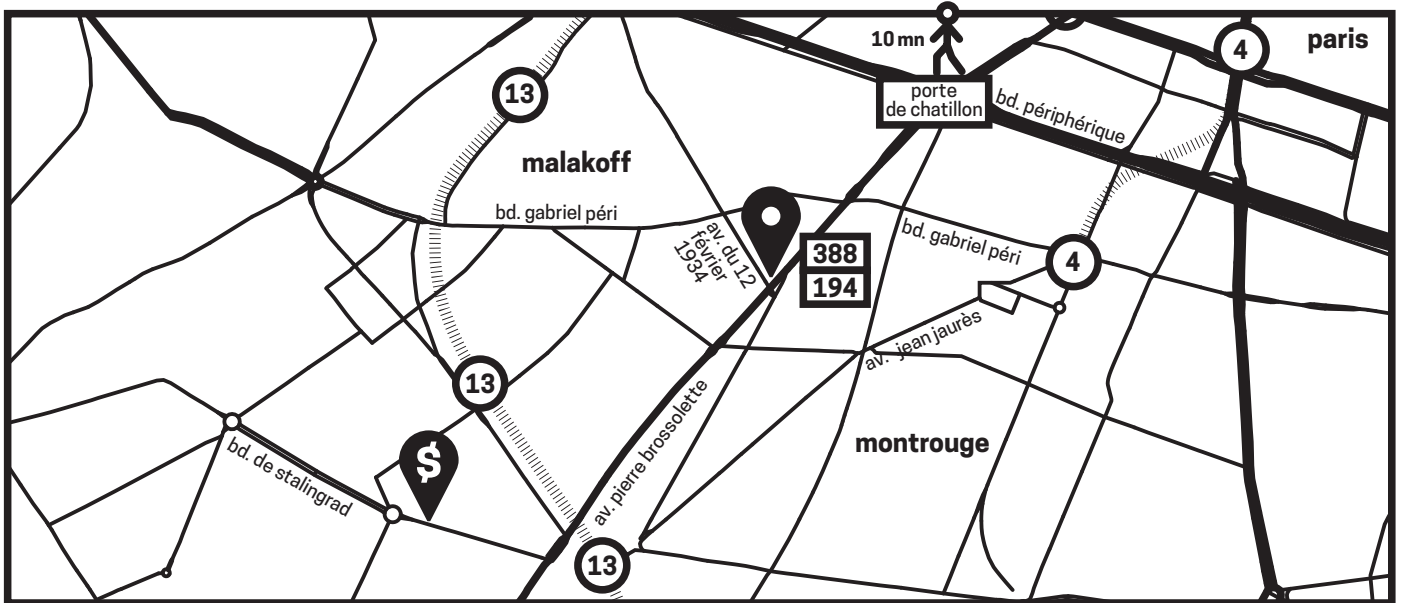 10 mn
4
paris
13
porte
de chatillon
bd. périphérique
malakoff
bd. gabriel péri
av. du 12
février
1934
388
194
bd. gabriel péri
4
av. jean jaurès
13
$
bd. de stalingrad
av. pierre brossolette
montrouge
13